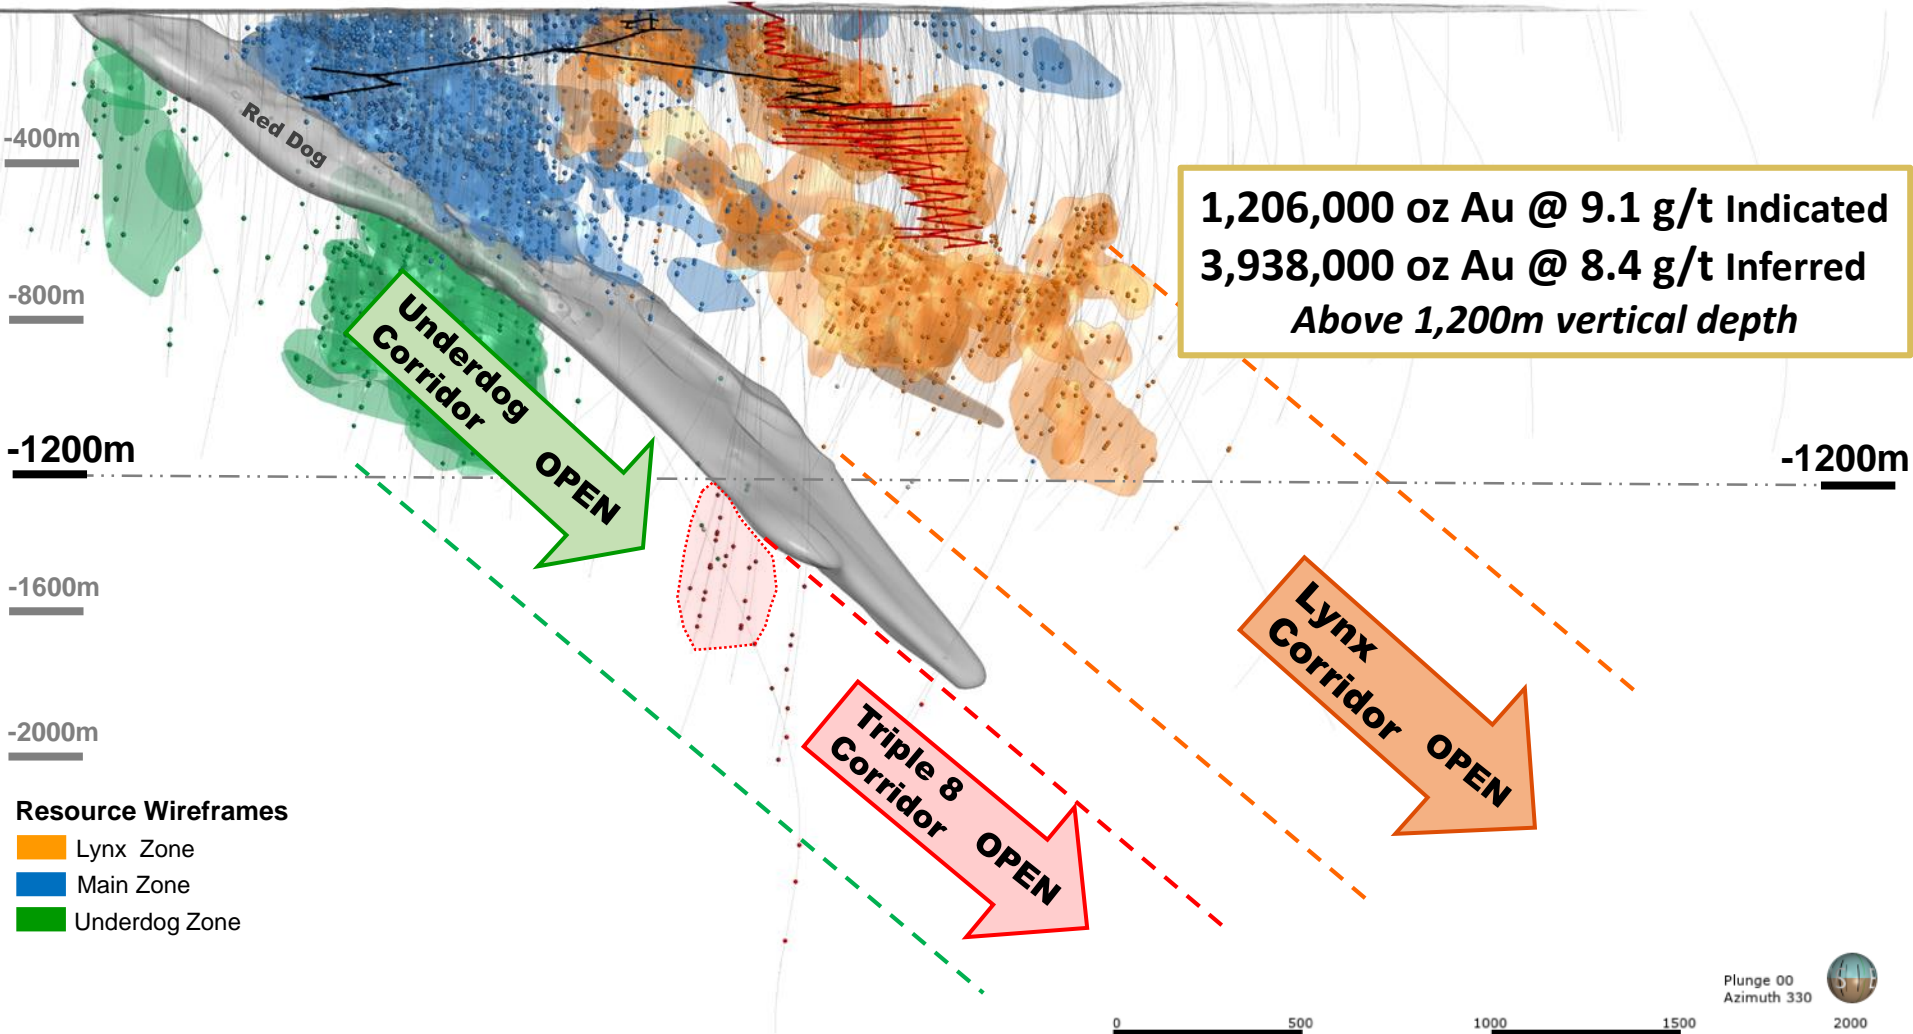 Red Dog
-400m
1,206,000 oz Au @ 9.1 g/t Indicated
3,938,000 oz Au @ 8.4 g/t Inferred
Above 1,200m vertical depth
-800m
Underdog
Corridor OPEN
-1200m
-1200m
-1600m
Lynx
Corridor OPEN
-2000m
Triple 8
Corridor OPEN
Resource Wireframes
Lynx Zone
Main Zone
Underdog Zone
Plunge 00
Azimuth 330
0 500 1000 1500 2000